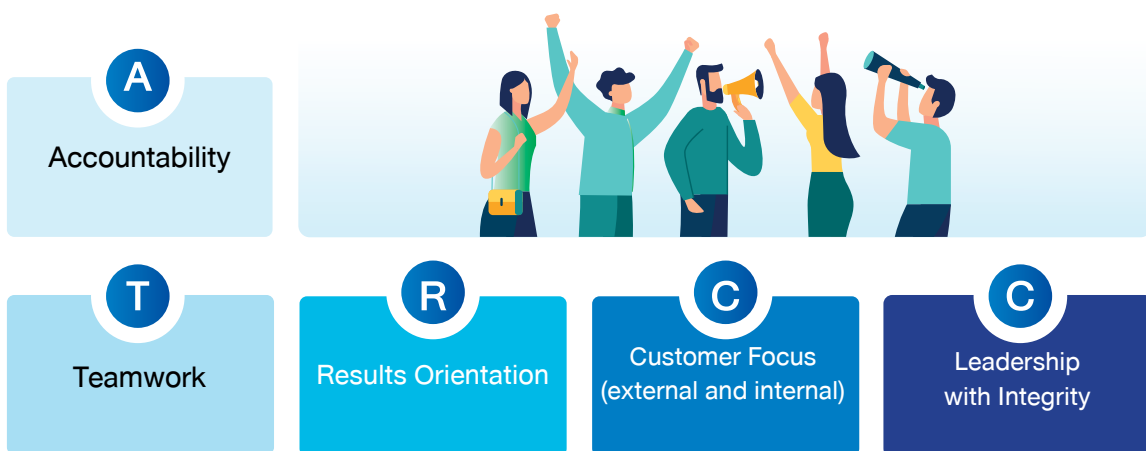 A
Accountability
T
Teamwork
R
Results Orientation
C
Customer Focus
(external and internal)
C
Leadership
with Integrity